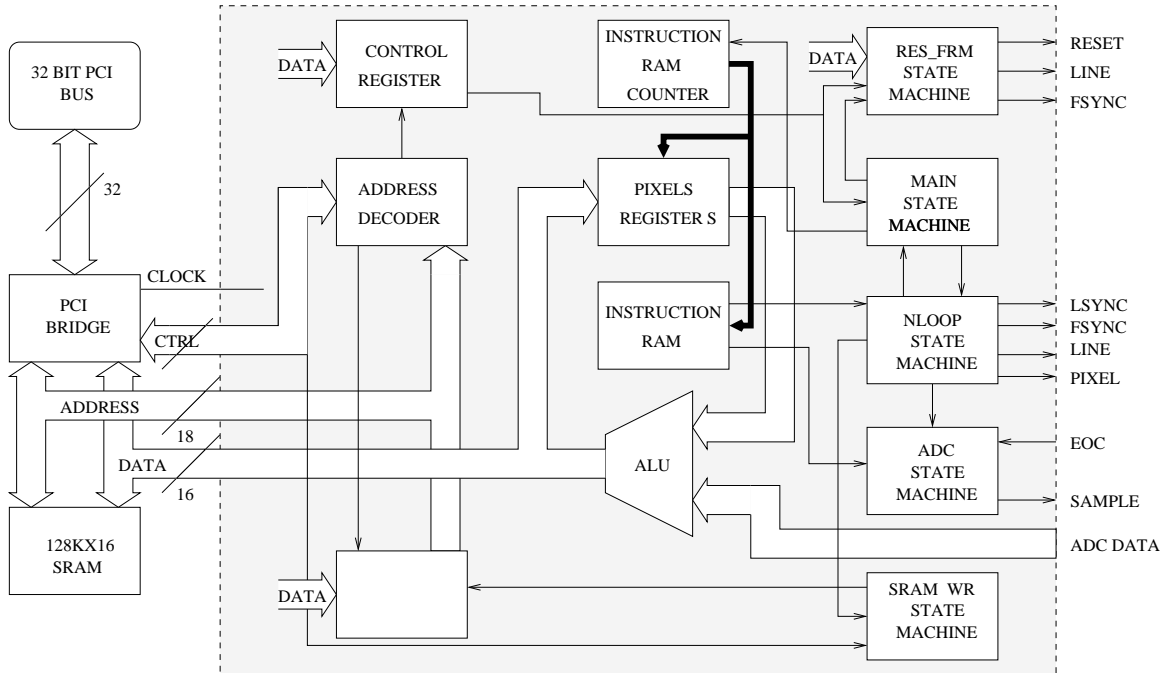 32 BIT PCI
BUS
32
PCI
BRIDGE
CLOCK
CTRL
ADDRESS
18
DATA
16
128KX16
SRAM
DATA
CONTROL
REGISTER
ADDRESS
DECODER
DATA
INSTRUCTION
RAM
COUNTER
PIXELS
REGISTER S
INSTRUCTION
RAM
ALU
DATA
RES_FRM
STATE
MACHINE
MAIN
STATE
MACHINE
NLOOP
STATE
MACHINE
ADC
STATE
MACHINE
SRAM WR
STATE
MACHINE
RESET
LINE
FSYNC
LSYNC
FSYNC
LINE
PIXEL
EOC
SAMPLE
ADC DATA